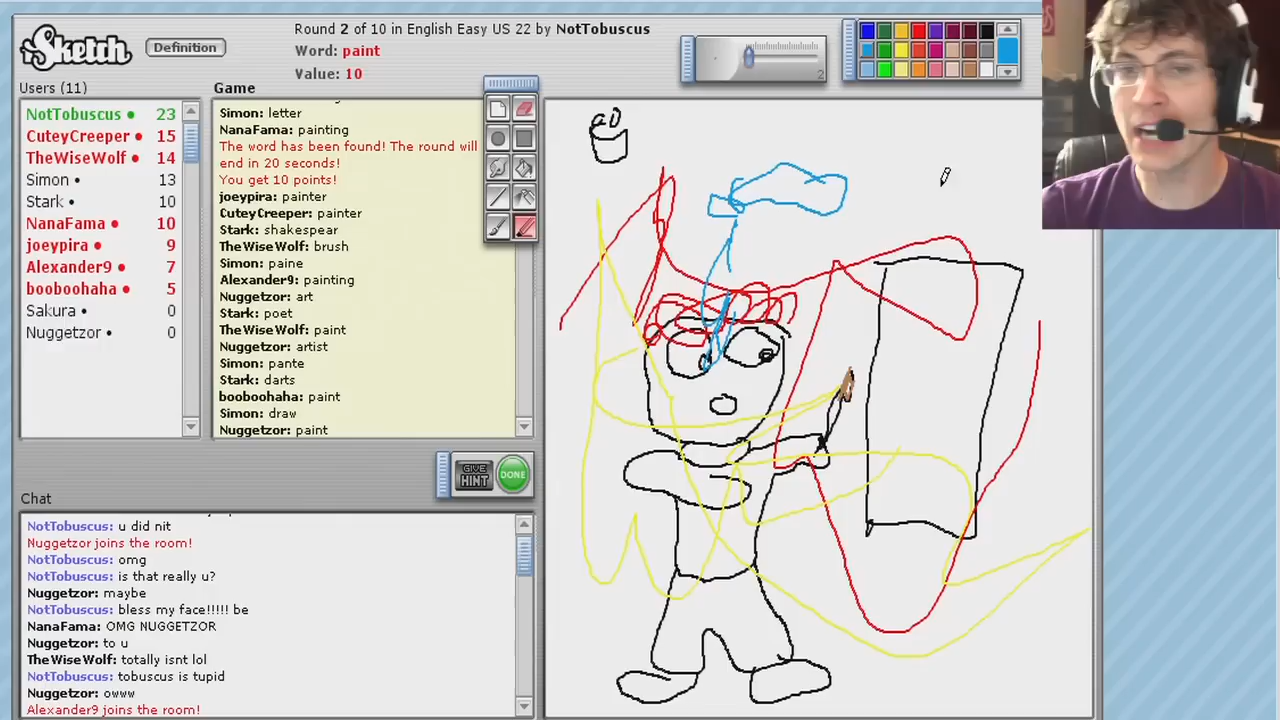 iSketch
Definition
Round 2 of 10 in English Easy US 22 by NotTobuscus
Word: paint
Value: 10
2
Users (11)
NotTobuscus 23
CuteyCreeper 15
TheWiseWolf 14
Simon 13
Stark 10
NanaFama 10
joeypira 9
Alexander9 7
booboohaha 5
Sakura 0
Nuggetzor 0
Game
Simon: letter
NanaFama: painting
The word has been found! The round will
end in 20 seconds!
You get 10 points!
joeypira: painter
CuteyCreeper: painter
Stark: shakespear
TheWiseWolf: brush
Simon: paine
Alexander9: painting
Nuggetzor: art
Stark: poet
TheWiseWolf: paint
Nuggetzor: artist
Simon: pante
Stark: darts
booboohaha: paint
Simon: draw
Nuggetzor: paint
GIVE
HINT
DONE
Chat
NotTobuscus: u did nit
Nuggetzor joins the room!
NotTobuscus: omg
NotTobuscus: is that really u?
Nuggetzor: maybe
NotTobuscus: bless my face!!!!! be
NanaFama: OMG NUGGETZOR
Nuggetzor: to u
TheWiseWolf: totally isnt lol
NotTobuscus: tobuscus is tupid
Nuggetzor: owww
Alexander9 joins the room!